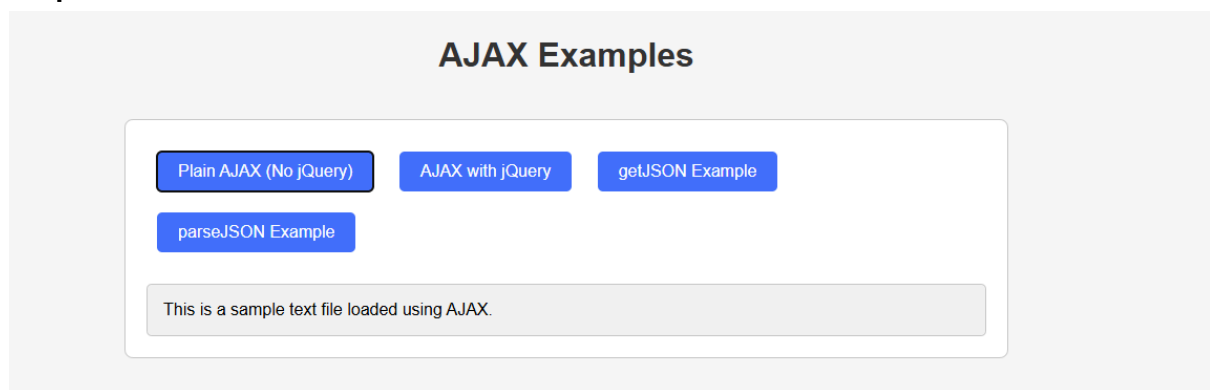 AJAX Examples
Plain AJAX (No jQuery) AJAX with jQuery getJSON Example
parseJSON Example
This is a sample text file loaded using AJAX.